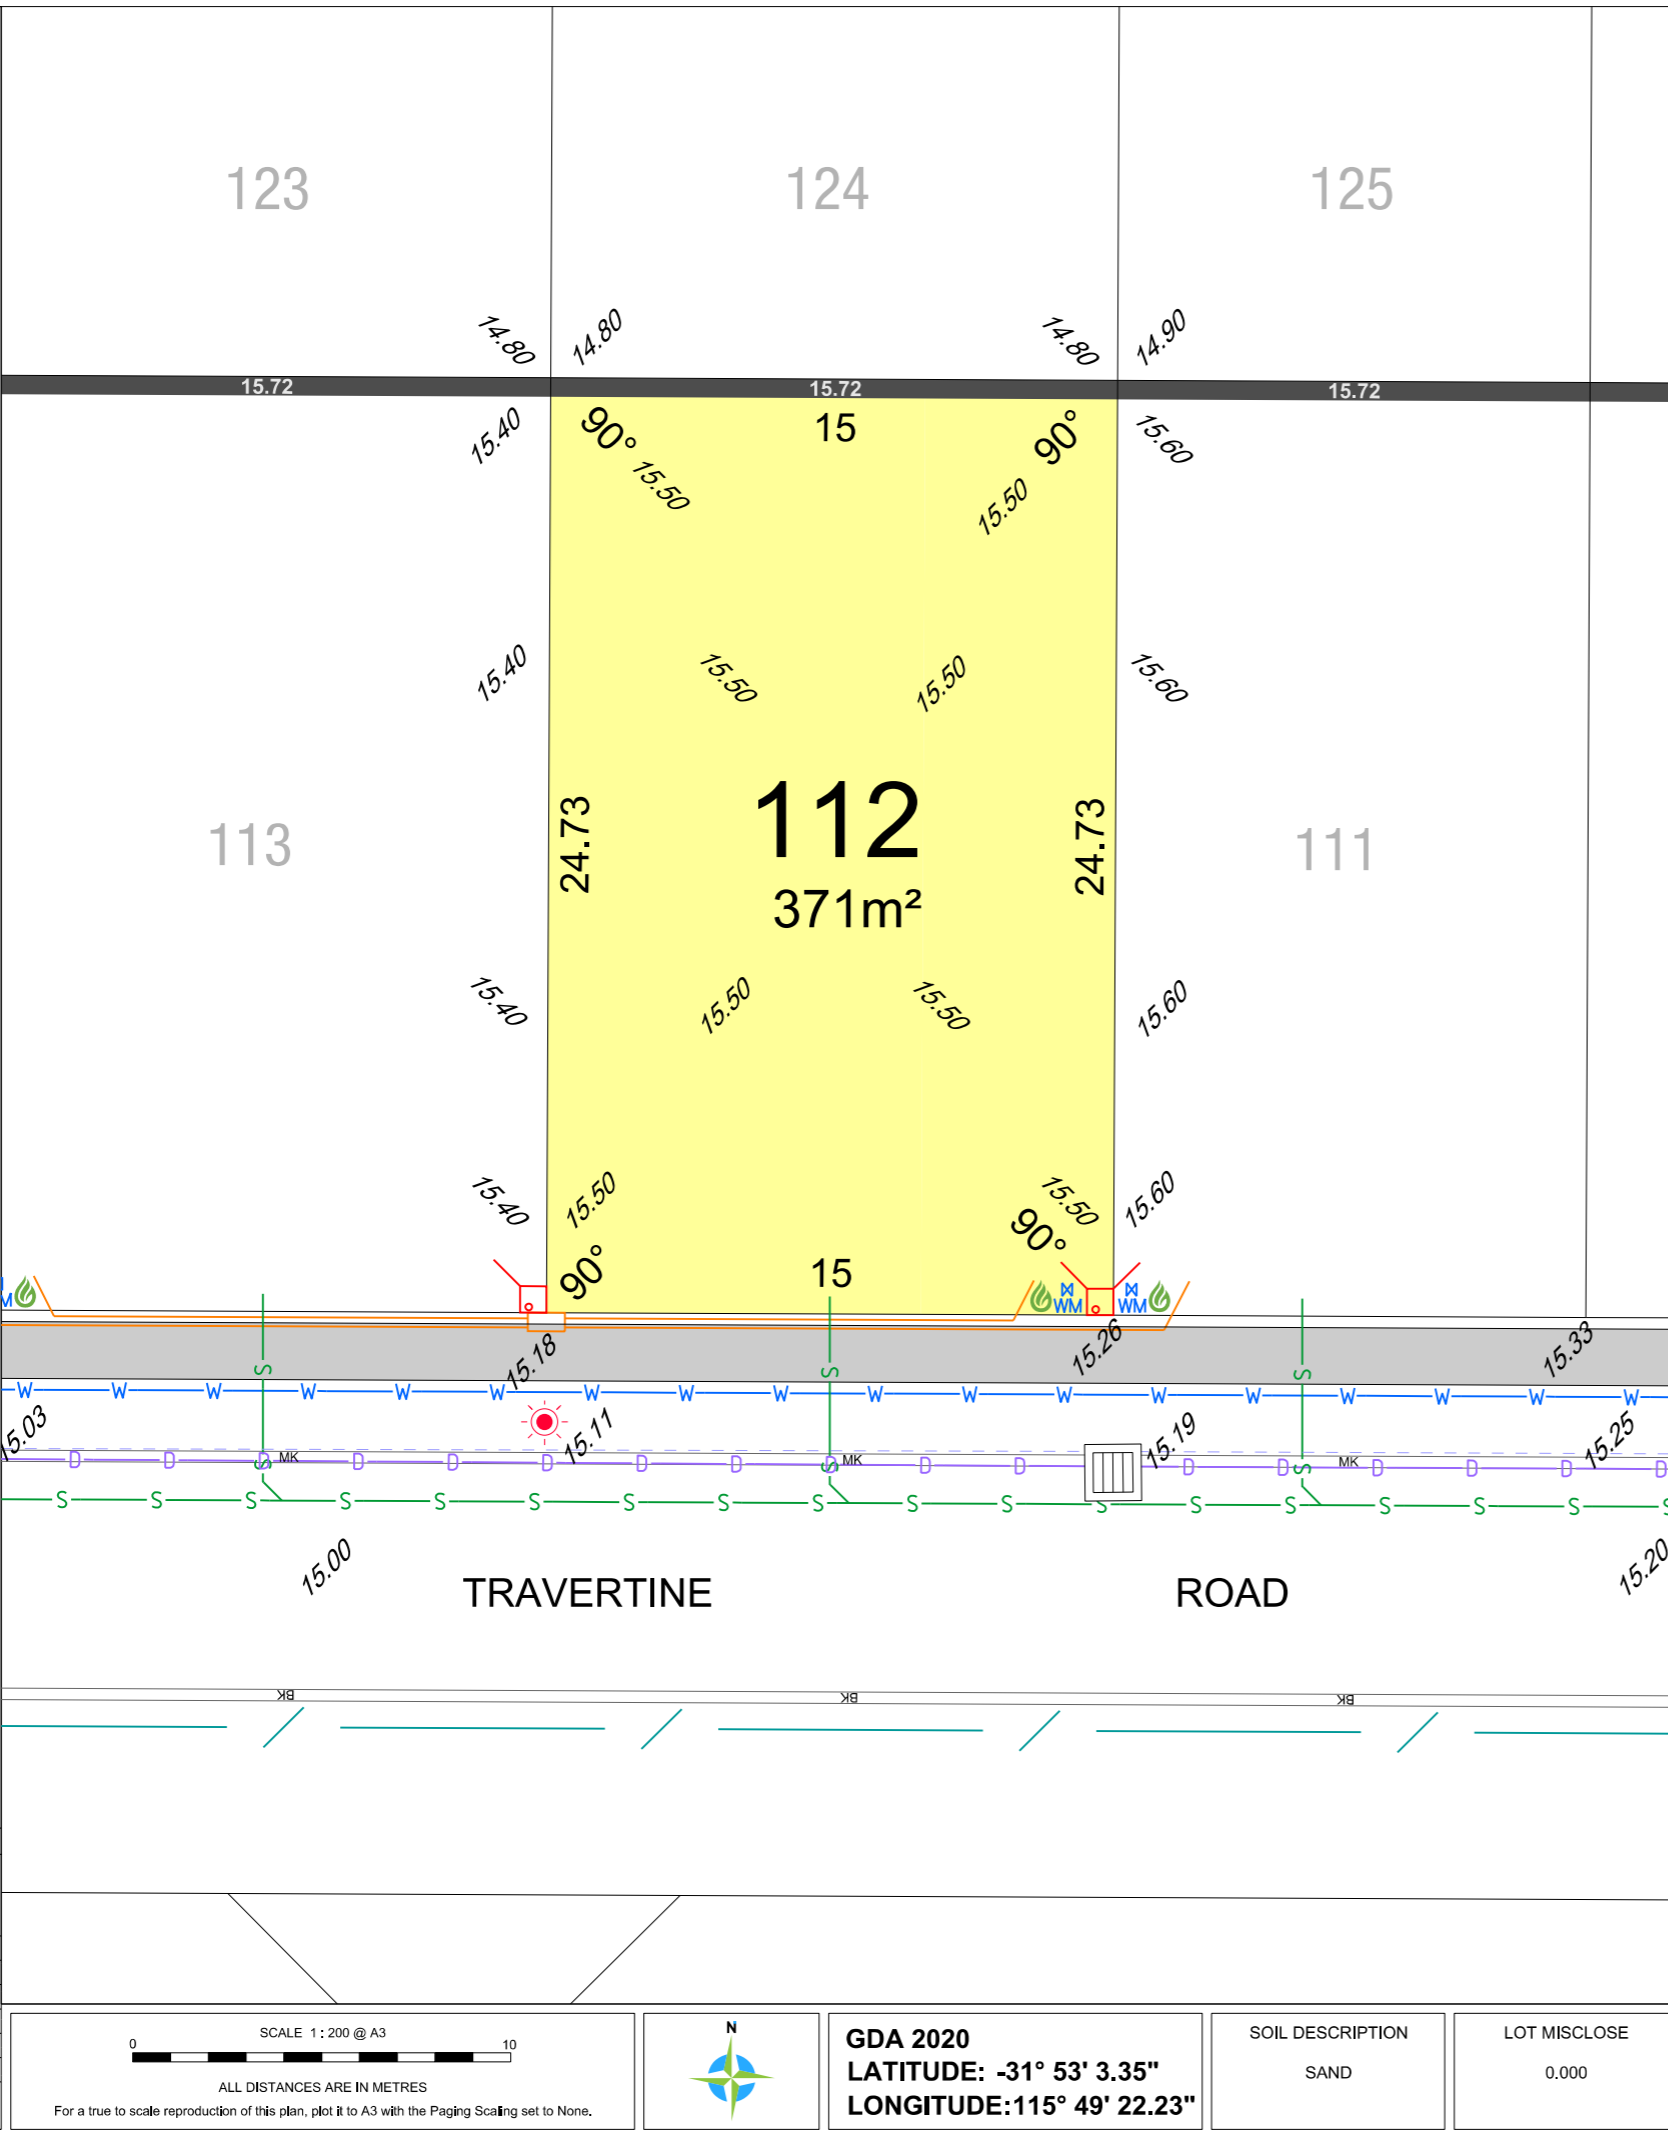 123
124
125
14.80
14.80
14.80
14.90
15.72
15.72
15.72
15.40
90°
15
90°
15.60
15.50
15.50
15.40
15.50
15.50
15.60
112
24.73
24.73
113
111
371m²
15.40
15.50
15.50
15.60
15.40
15.50
15.50
15.60
90°
15
90°
M
WM
WM
15.18
15.26
15.33
S
S
S
W W W W W W W W W W W W W W W W W W
15.03
15.11
15.19
15.25
D D D D D D D D D D D D D D D D D
S MK
S MK
S MK
S S S S S S S S S S S S S S S S S S
15.00
15.20
TRAVERTINE ROAD
BK
BK
BK
SCALE 1 : 200 @ A3
0 10
ALL DISTANCES ARE IN METRES
For a true to scale reproduction of this plan, plot it to A3 with the Paging Scaling set to None.
N
GDA 2020
LATITUDE: -31° 53' 3.35"
LONGITUDE:115° 49' 22.23"
SOIL DESCRIPTION
SAND
LOT MISCLOSE
0.000